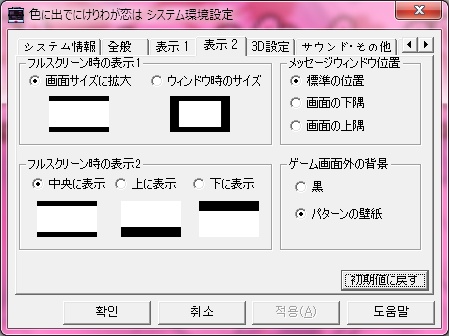 色に出でにけりわが恋は システム環境設定
システム情報 全般 表示1 表示2 3D設定 サウンド・その他
フルスクリーン時の表示1
画面サイズに拡大 ウィンドウ時のサイズ
メッセージウィンドウ位置
標準の位置
画面の下隅
画面の上隅
フルスクリーン時の表示2
中央に表示 上に表示 下に表示
ゲーム画面外の背景
黒
パターンの壁紙
初期値に戻す
확인 취소 적용(A) 도움말